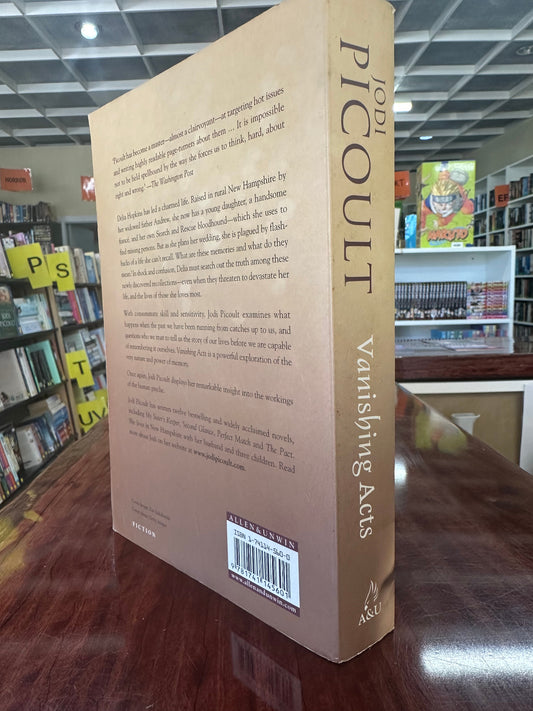 JODI
PICOULT
Vanishing Acts
A&U
"Picoult has become a master—almost a clairvoyant—at targeting hot issues
and writing highly readable page-turners about them ... It is impossible
not to be held spellbound by the way she forces us to think, hard, about
right and wrong."—The Washington Post
Delia Hopkins has led a charmed life. Raised in rural New Hampshire by
her widowed father Andrew, she now has a young daughter, a handsome
fiancé, and her own Search and Rescue bloodhound—which she uses to
find missing persons. But as she plans her wedding, she is plagued by flash-
backs of a life she can't recall. What are these memories and what do they
mean? In shock and confusion, Delia must search out the truth among these
newly discovered recollections—even when they threaten to devastate her
life, and the lives of those she loves most.
With consummate skill and sensitivity, Jodi Picoult examines what
happens when the past we have been running from catches up to us, and
questions who we trust to tell us the story of our lives before we are capable
of remembering it ourselves. Vanishing Acts is a powerful exploration of the
very nature and power of memory.
Once again, Jodi Picoult displays her remarkable insight into the workings
of the human psyche.
Jodi Picoult has written twelve bestselling and widely acclaimed novels,
including My Sister's Keeper, Second Glance, Perfect Match and The Pact.
She lives in New Hampshire with her husband and three children. Read
more about Jodi on her website at www.jodipicoult.com.
FICTION
ALLEN&UNWIN
ISBN 1-74114-560-0
9 781741 145601
www.allenandunwin.com
HORROR
P
S
T
UV
NARUTO